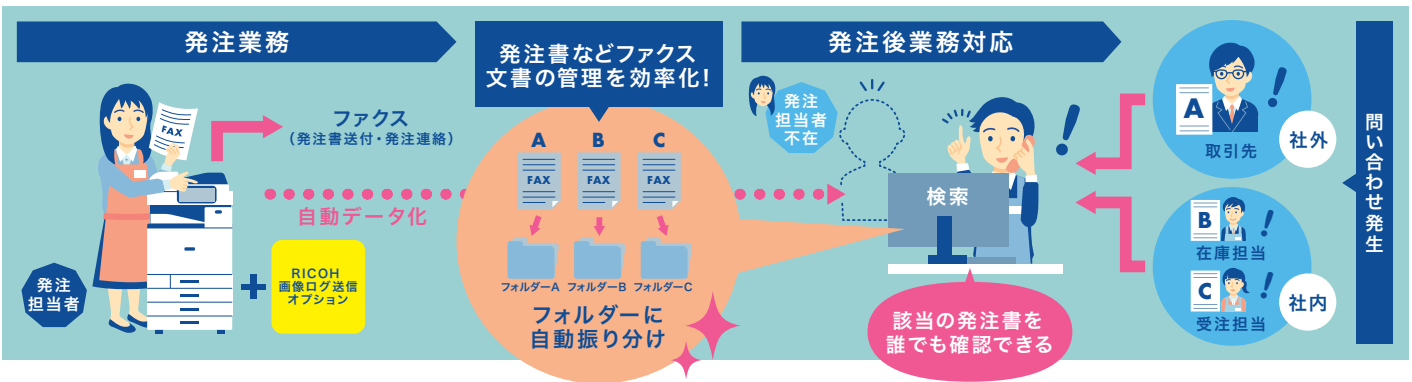 発注業務
FAX
ファクス
（発注書送付・発注連絡）
自動データ化
発注
担当者
RICOH
画像ログ送信
オプション
発注書などファクス
文書の管理を効率化！
A B C
FAX FAX FAX
フォルダーA フォルダーB フォルダーC
フォルダーに
自動振り分け
発注後業務対応
発注
担当者
不在
検索
該当の発注書を
誰でも確認できる
A
取引先
社外
B
在庫担当
C
受注担当
社内
問い合わせ発生